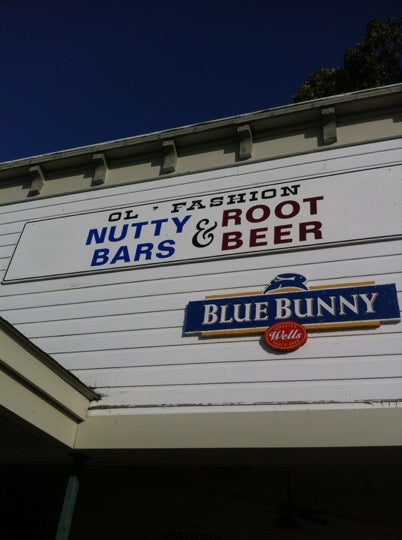 OL' FASHION
NUTTY BARS & ROOT BEER
BLUE BUNNY
Wells